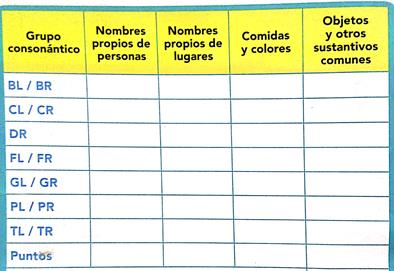 Grupo consonántico
Nombres propios de personas
Nombres propios de lugares
Comidas y colores
Objetos y otros sustantivos comunes
BL / BR
CL / CR
DR
FL / FR
GL / GR
PL / PR
TL / TR
Puntos